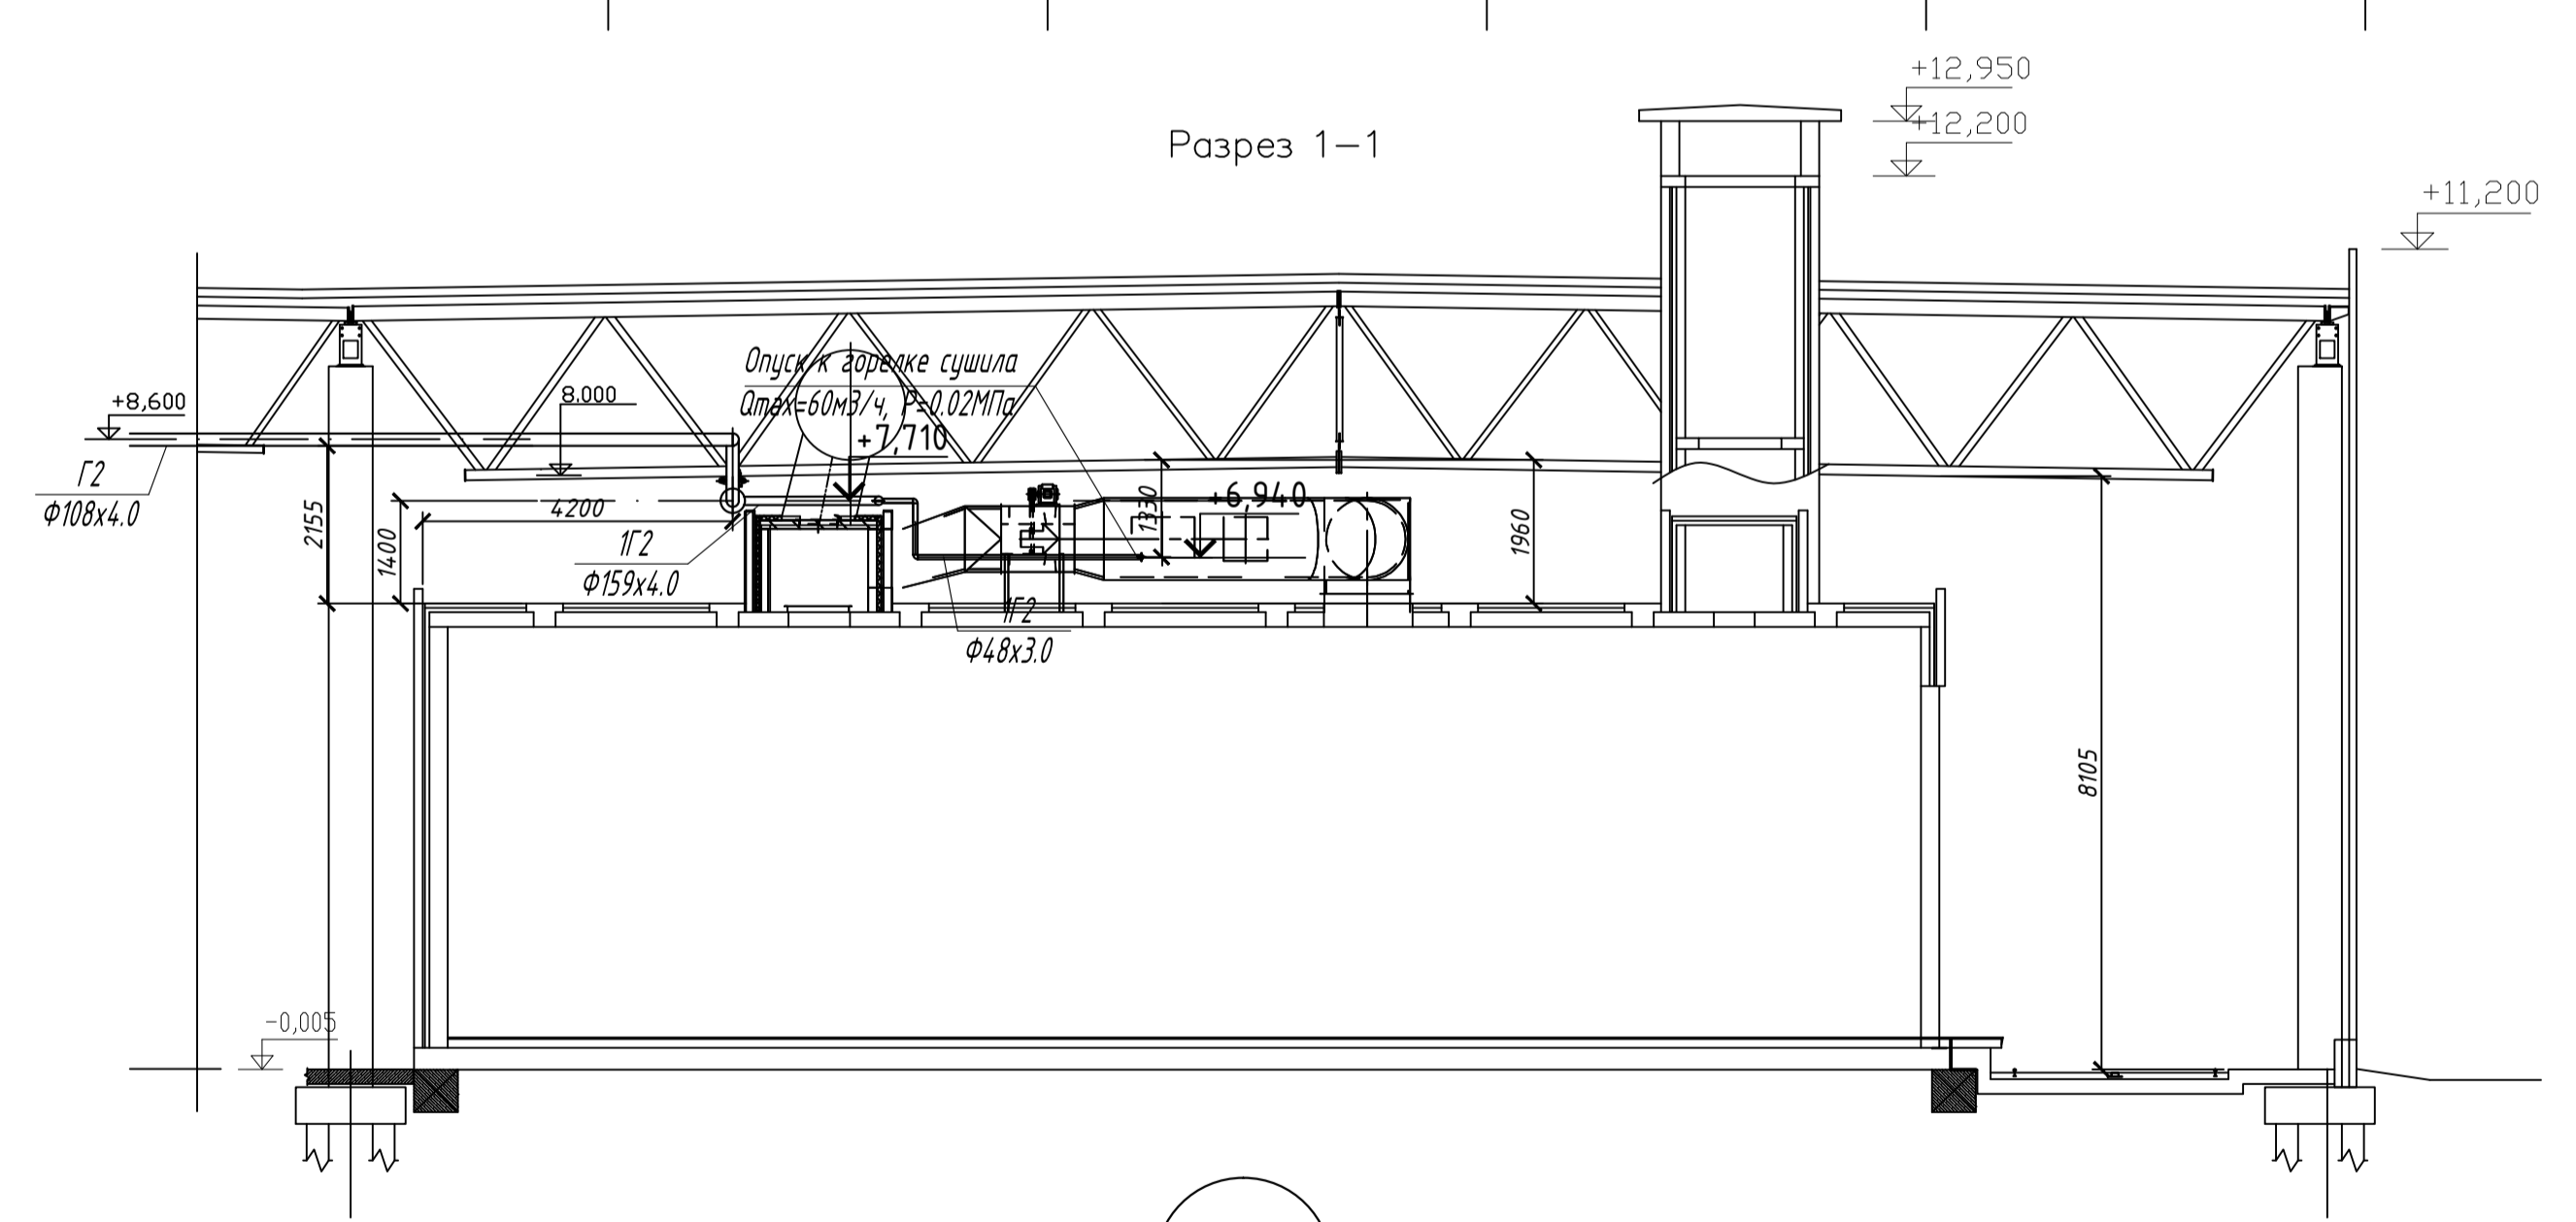 +12,950
+12,200
Разрез 1-1
+11,200
Опуск к горелке сушила
Qmax=60м3/ч, Р=0.02МПа
+7,710
+8,600
8.000
Г2
Ф108х4.0
2155
1400
4200
1Г2
Ф159х4.0
1330
+6,940
1960
1Г2
Ф48х3.0
8105
-0,005